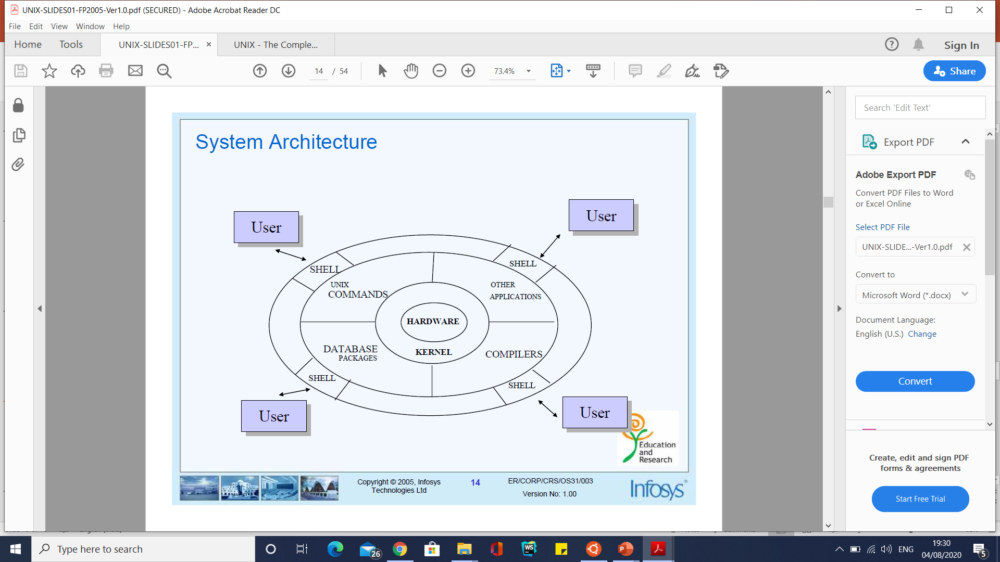 UNIX-SLIDES01-FP2005-Ver1.0.pdf (SECURED) - Adobe Acrobat Reader DC
File Edit View Window Help
Home Tools UNIX-SLIDES01-FP... × UNIX - The Comple... Sign In
14 / 54 73.4% Share
System Architecture
User
User
SHELL
SHELL
UNIX
COMMANDS
OTHER
APPLICATIONS
HARDWARE
KERNEL
DATABASE
PACKAGES
COMPILERS
SHELL
SHELL
User
User
Education
and
Research
Copyright © 2005, Infosys
Technologies Ltd
14
ER/CORP/CRS/OS31/003
Version No: 1.00
Infosys®
Search 'Edit Text'
Export PDF
Adobe Export PDF
Convert PDF Files to Word
or Excel Online
Select PDF File
UNIX-SLIDE...-Ver1.0.pdf
Convert to
Microsoft Word (*.docx)
Document Language:
English (U.S.) Change
Convert
Create, edit and sign PDF
forms & agreements
Start Free Trial
Type here to search
26
WS
P
ENG
19:30
04/08/2020
5